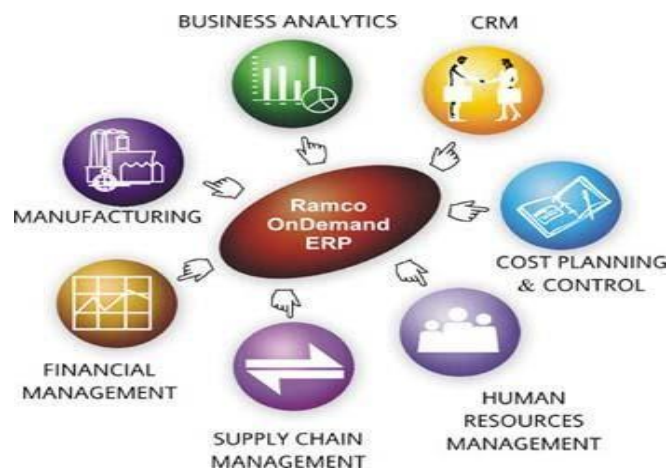 BUSINESS ANALYTICS
CRM
MANUFACTURING
Ramco
OnDemand
ERP
COST PLANNING
& CONTROL
FINANCIAL
MANAGEMENT
SUPPLY CHAIN
MANAGEMENT
HUMAN
RESOURCES
MANAGEMENT